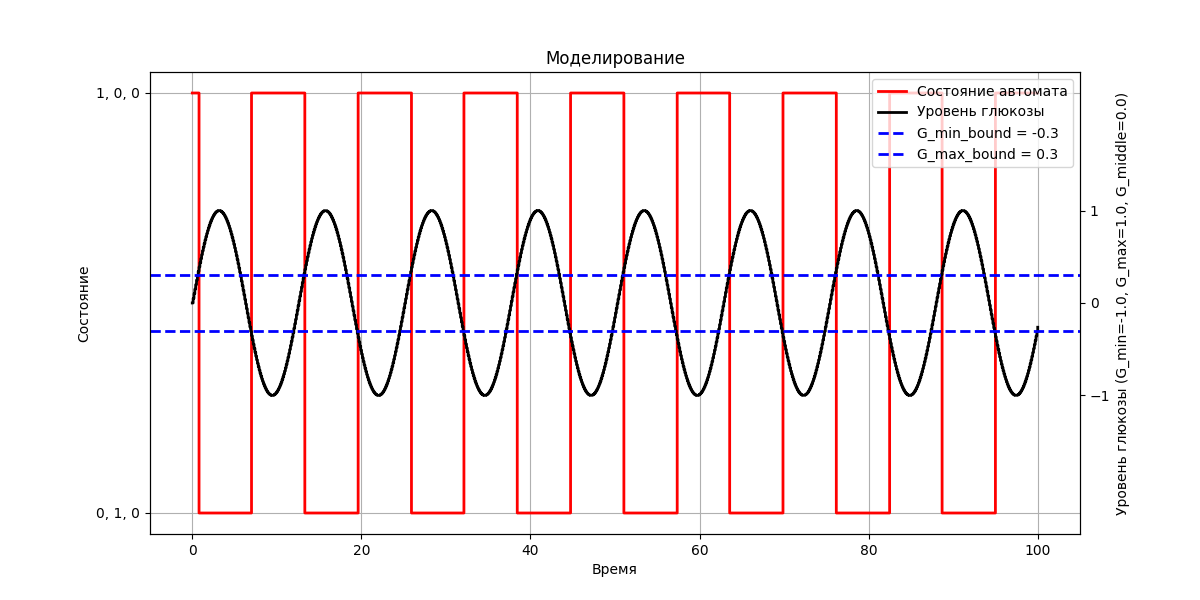 Моделирование
1, 0, 0
0, 1, 0
Состояние
Состояние автомата
Уровень глюкозы
G_min_bound = -0.3
G_max_bound = 0.3
1
0
−1
Уровень глюкозы (G_min=-1.0, G_max=1.0, G_middle=0.0)
0 20 40 60 80 100
Время